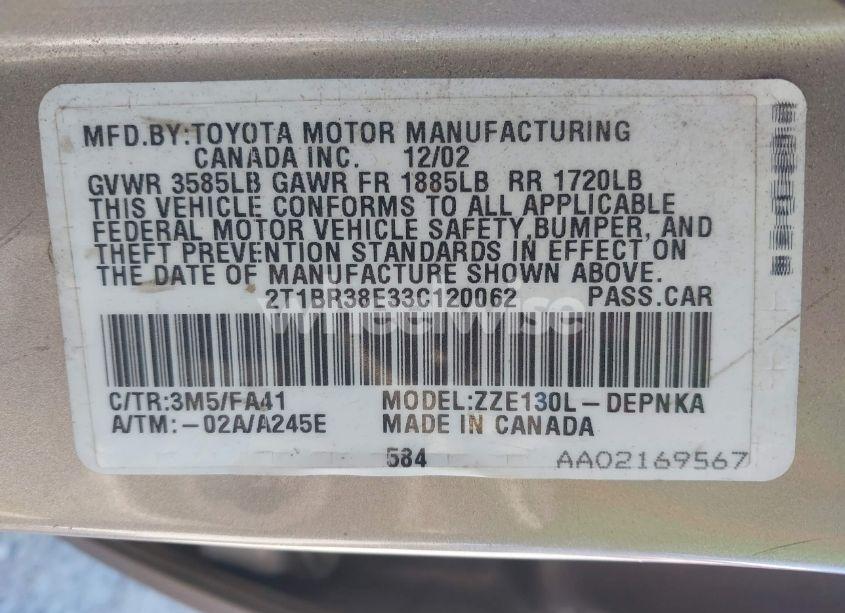 MFD.BY:TOYOTA MOTOR MANUFACTURING
CANADA INC. 12/02
GVWR 3585LB GAWR FR 1885LB RR 1720LB
THIS VEHICLE CONFORMS TO ALL APPLICABLE
FEDERAL MOTOR VEHICLE SAFETY,BUMPER, AND
THEFT PREVENTION STANDARDS IN EFFECT ON
THE DATE OF MANUFACTURE SHOWN ABOVE.
2T1BR38E33C120062 PASS.CAR
wheelwise
C/TR:3M5/FA41 MODEL:ZZE130L-DEPNKA
A/TM:-02A/A245E MADE IN CANADA
584 AA02169567